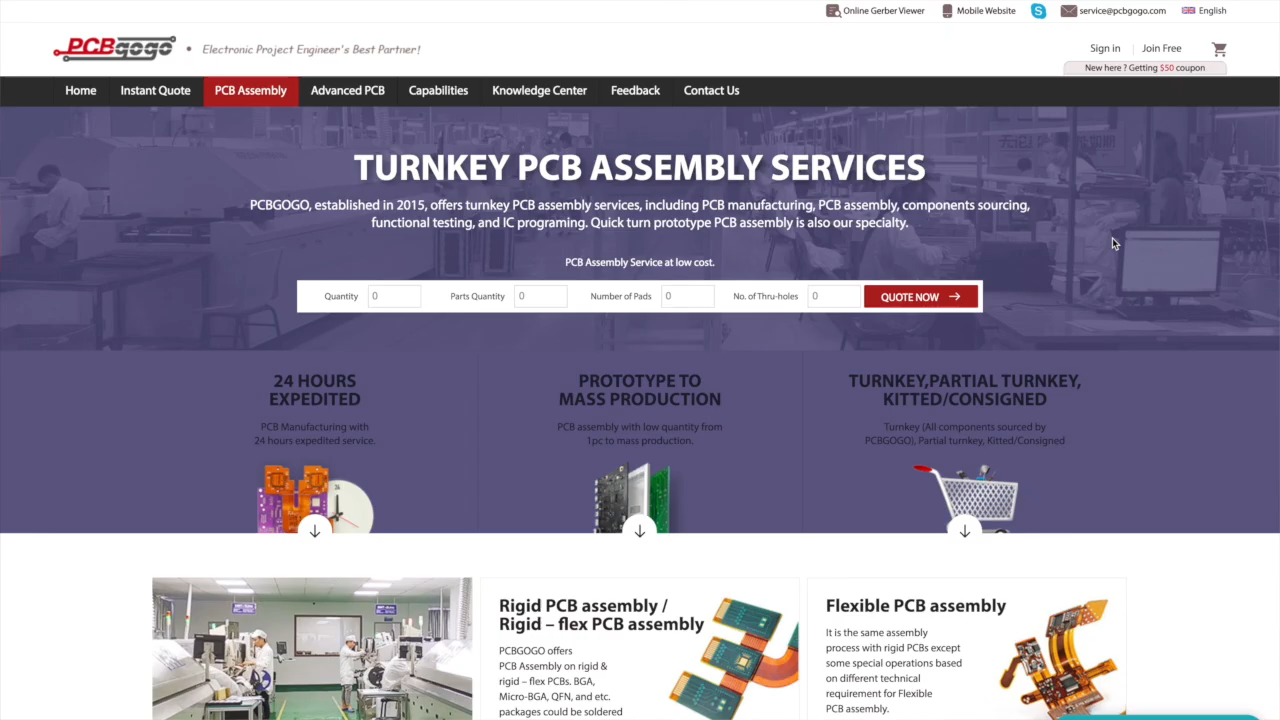 Online Gerber Viewer
Mobile Website
service@pcbgogo.com
English
PCBgogo
• Electronic Project Engineer's Best Partner!
Sign in
Join Free
New here ? Getting $50 coupon
Home
Instant Quote
PCB Assembly
Advanced PCB
Capabilities
Knowledge Center
Feedback
Contact Us
TURNKEY PCB ASSEMBLY SERVICES
PCBGOGO, established in 2015, offers turnkey PCB assembly services, including PCB manufacturing, PCB assembly, components sourcing,
functional testing, and IC programing. Quick turn prototype PCB assembly is also our specialty.
PCB Assembly Service at low cost.
Quantity 0
Parts Quantity 0
Number of Pads 0
No. of Thru-holes 0
QUOTE NOW
24 HOURS
EXPEDITED
PCB Manufacturing with
24 hours expedited service.
PROTOTYPE TO
MASS PRODUCTION
PCB assembly with low quantity from
1pc to mass production.
TURNKEY,PARTIAL TURNKEY,
KITTED/CONSIGNED
Turnkey (All components sourced by
PCBGOGO), Partial turnkey, Kitted/Consigned
Rigid PCB assembly /
Rigid – flex PCB assembly
PCBGOGO offers
PCB Assembly on rigid &
rigid – flex PCBs. BGA,
Micro-BGA, QFN, and etc.
packages could be soldered
Flexible PCB assembly
It is the same assembly
process with rigid PCBs except
some special operations based
on different technical
requirement for Flexible
PCB assembly.